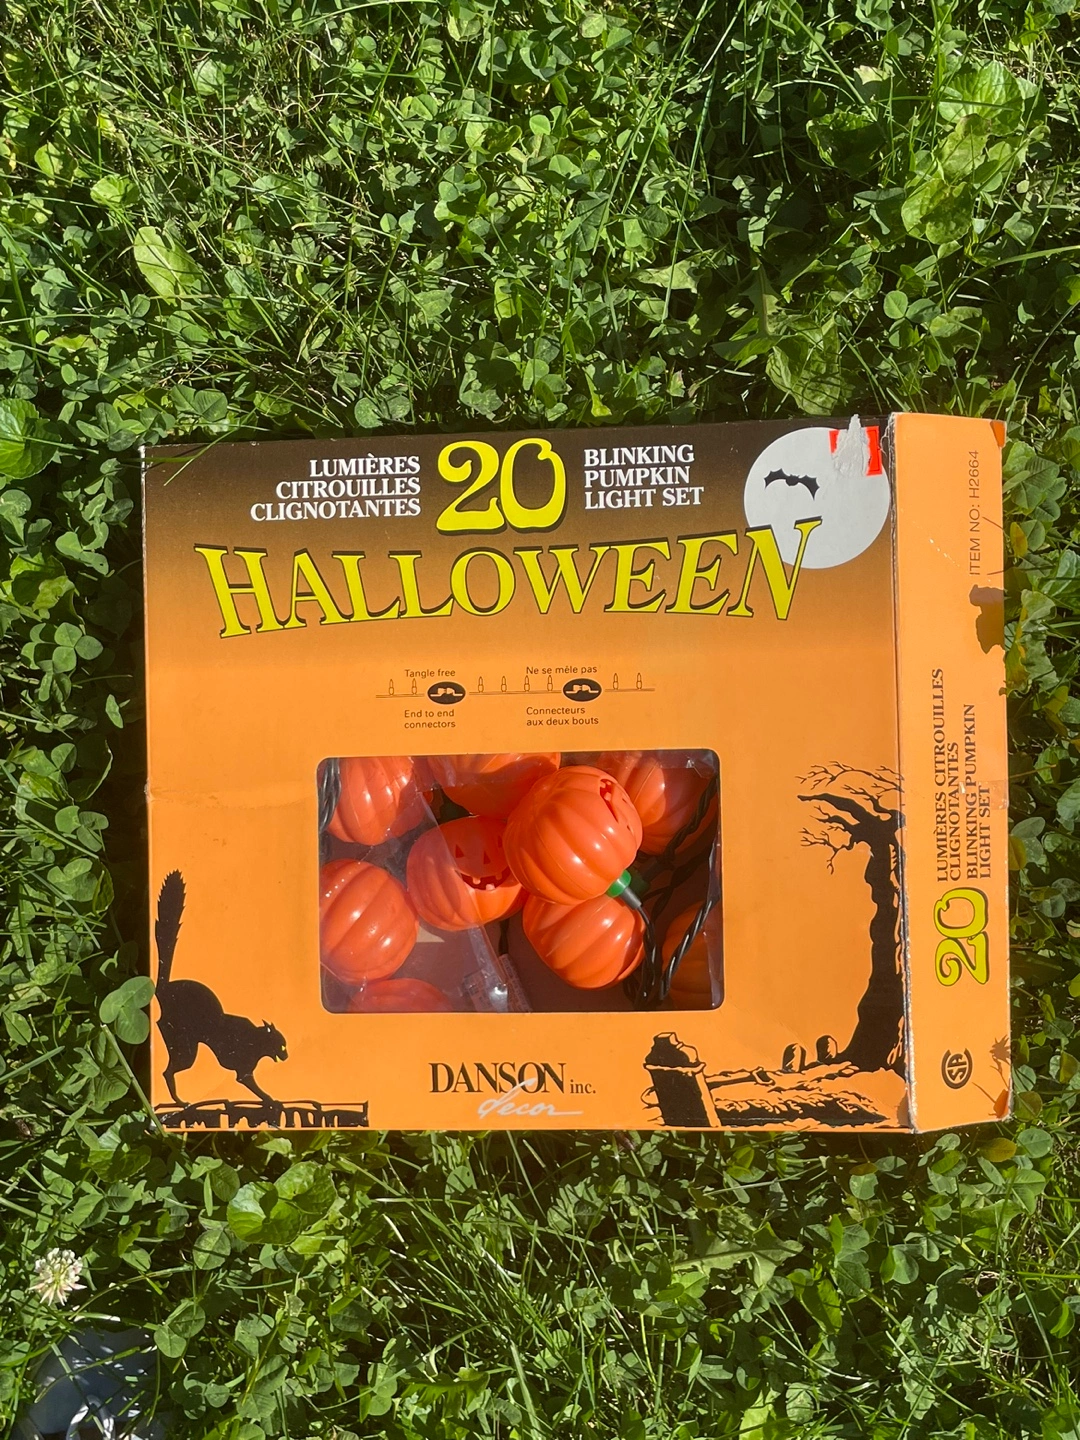 LUMIÈRES
CITROUILLES
CLIGNOTANTES
20
BLINKING
PUMPKIN
LIGHT SET
HALLOWEEN
Tangle free
End to end
connectors
Ne se mêle pas
Connecteurs
aux deux bouts
DANSON inc.
decor
ITEM NO: H2664
20
LUMIÈRES CITROUILLES
CLIGNOTANTES
BLINKING PUMPKIN
LIGHT SET